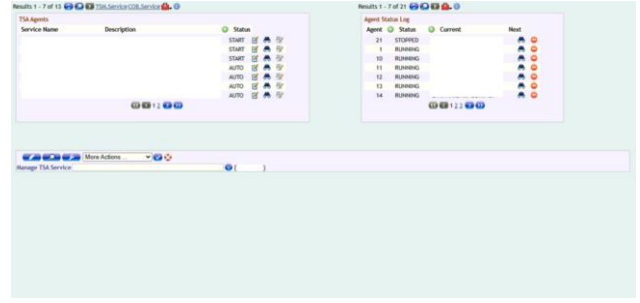 Results 1 - 7 of 13 TSA.Service COB.Service
TSA Agents
Service Name Description Status
START
START
START
AUTO
AUTO
AUTO
AUTO
1 2
Results 1 - 7 of 21
Agent Status Log
Agent Status Current Next
21 STOPPED
1 RUNNING
10 RUNNING
11 RUNNING
12 RUNNING
13 RUNNING
14 RUNNING
1 2 3
More Actions ...
Manage TSA Service [ ]